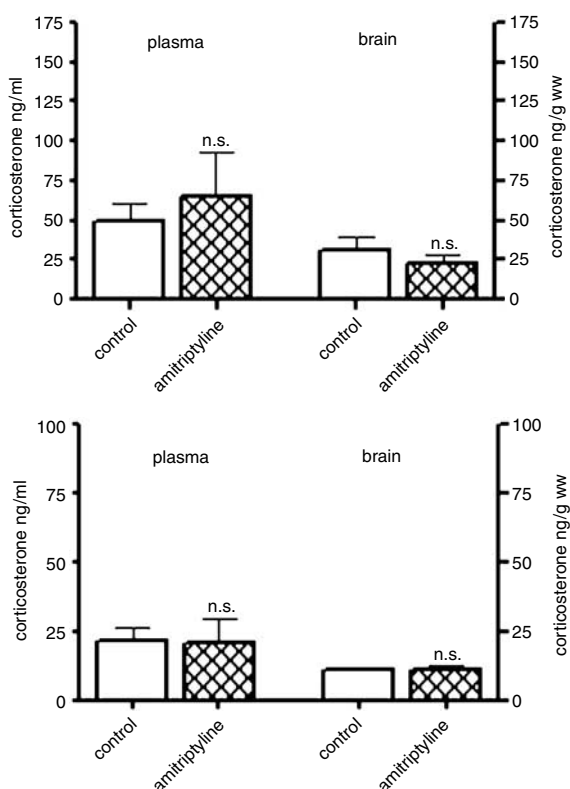 plasma
brain
corticosterone ng/ml
175
150
125
100
75
50
25
0
n.s.
n.s.
175
150
125
100
75
50
25
0
corticosterone ng/g ww
control
amitriptyline
control
amitriptyline
plasma
brain
corticosterone ng/ml
100
75
50
25
0
n.s.
n.s.
100
75
50
25
0
corticosterone ng/g ww
control
amitriptyline
control
amitriptyline